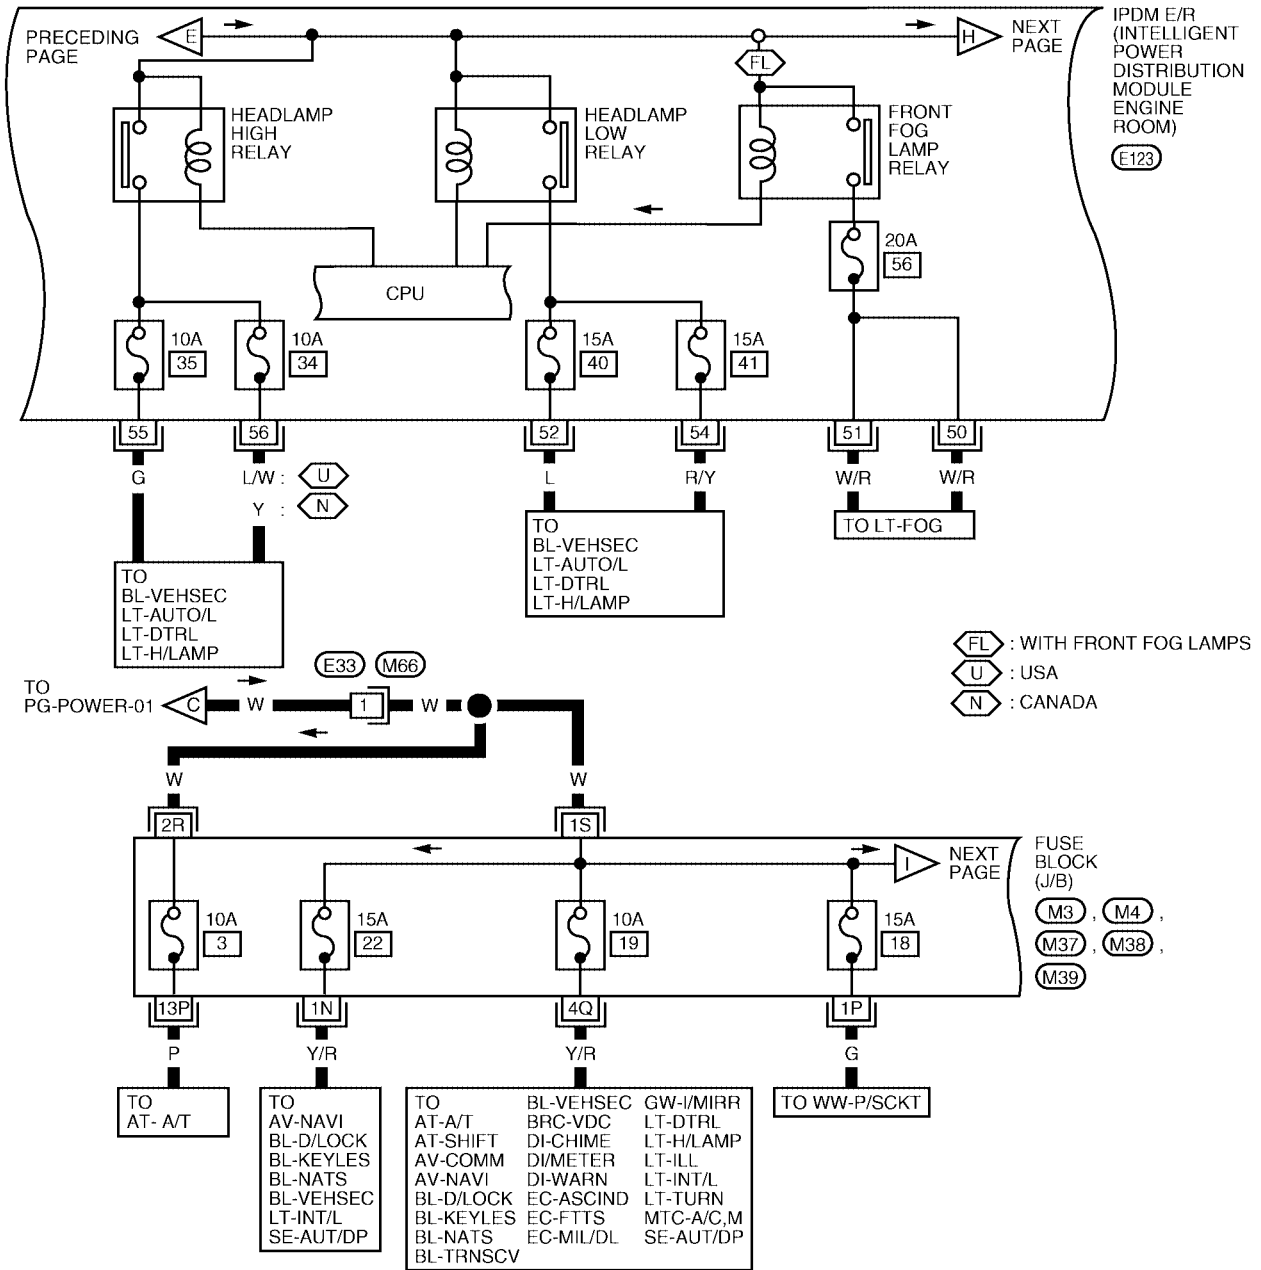 PRECEDING
PAGE
E
H
NEXT
PAGE
IPDM E/R
(INTELLIGENT
POWER
DISTRIBUTION
MODULE
ENGINE
ROOM)
E123
FL
HEADLAMP
HIGH
RELAY
HEADLAMP
LOW
RELAY
FRONT
FOG
LAMP
RELAY
20A
56
CPU
10A
35
10A
34
15A
40
15A
41
55
56
52
54
51
50
G
L/W : U
Y : N
L
R/Y
W/R
W/R
TO
BL-VEHSEC
LT-AUTO/L
LT-DTRL
LT-H/LAMP
TO
BL-VEHSEC
LT-AUTO/L
LT-DTRL
LT-H/LAMP
TO LT-FOG
FL : WITH FRONT FOG LAMPS
U : USA
N : CANADA
E33 M66
TO
PG-POWER-01
C
W
1
W
W
W
2R
1S
I
NEXT
PAGE
FUSE
BLOCK
(J/B)
M3 , M4 ,
M37 , M38 ,
M39
10A
3
15A
22
10A
19
15A
18
13P
1N
4Q
1P
P
Y/R
Y/R
G
TO
AT- A/T
TO
AV-NAVI
BL-D/LOCK
BL-KEYLES
BL-NATS
BL-VEHSEC
LT-INT/L
SE-AUT/DP
TO
AT-A/T
AT-SHIFT
AV-COMM
AV-NAVI
BL-D/LOCK
BL-KEYLES
BL-NATS
BL-TRNSCV
BL-VEHSEC
BRC-VDC
DI-CHIME
DI/METER
DI-WARN
EC-ASCIND
EC-FTTS
EC-MIL/DL
GW-I/MIRR
LT-DTRL
LT-H/LAMP
LT-ILL
LT-INT/L
LT-TURN
MTC-A/C,M
SE-AUT/DP
TO WW-P/SCKT